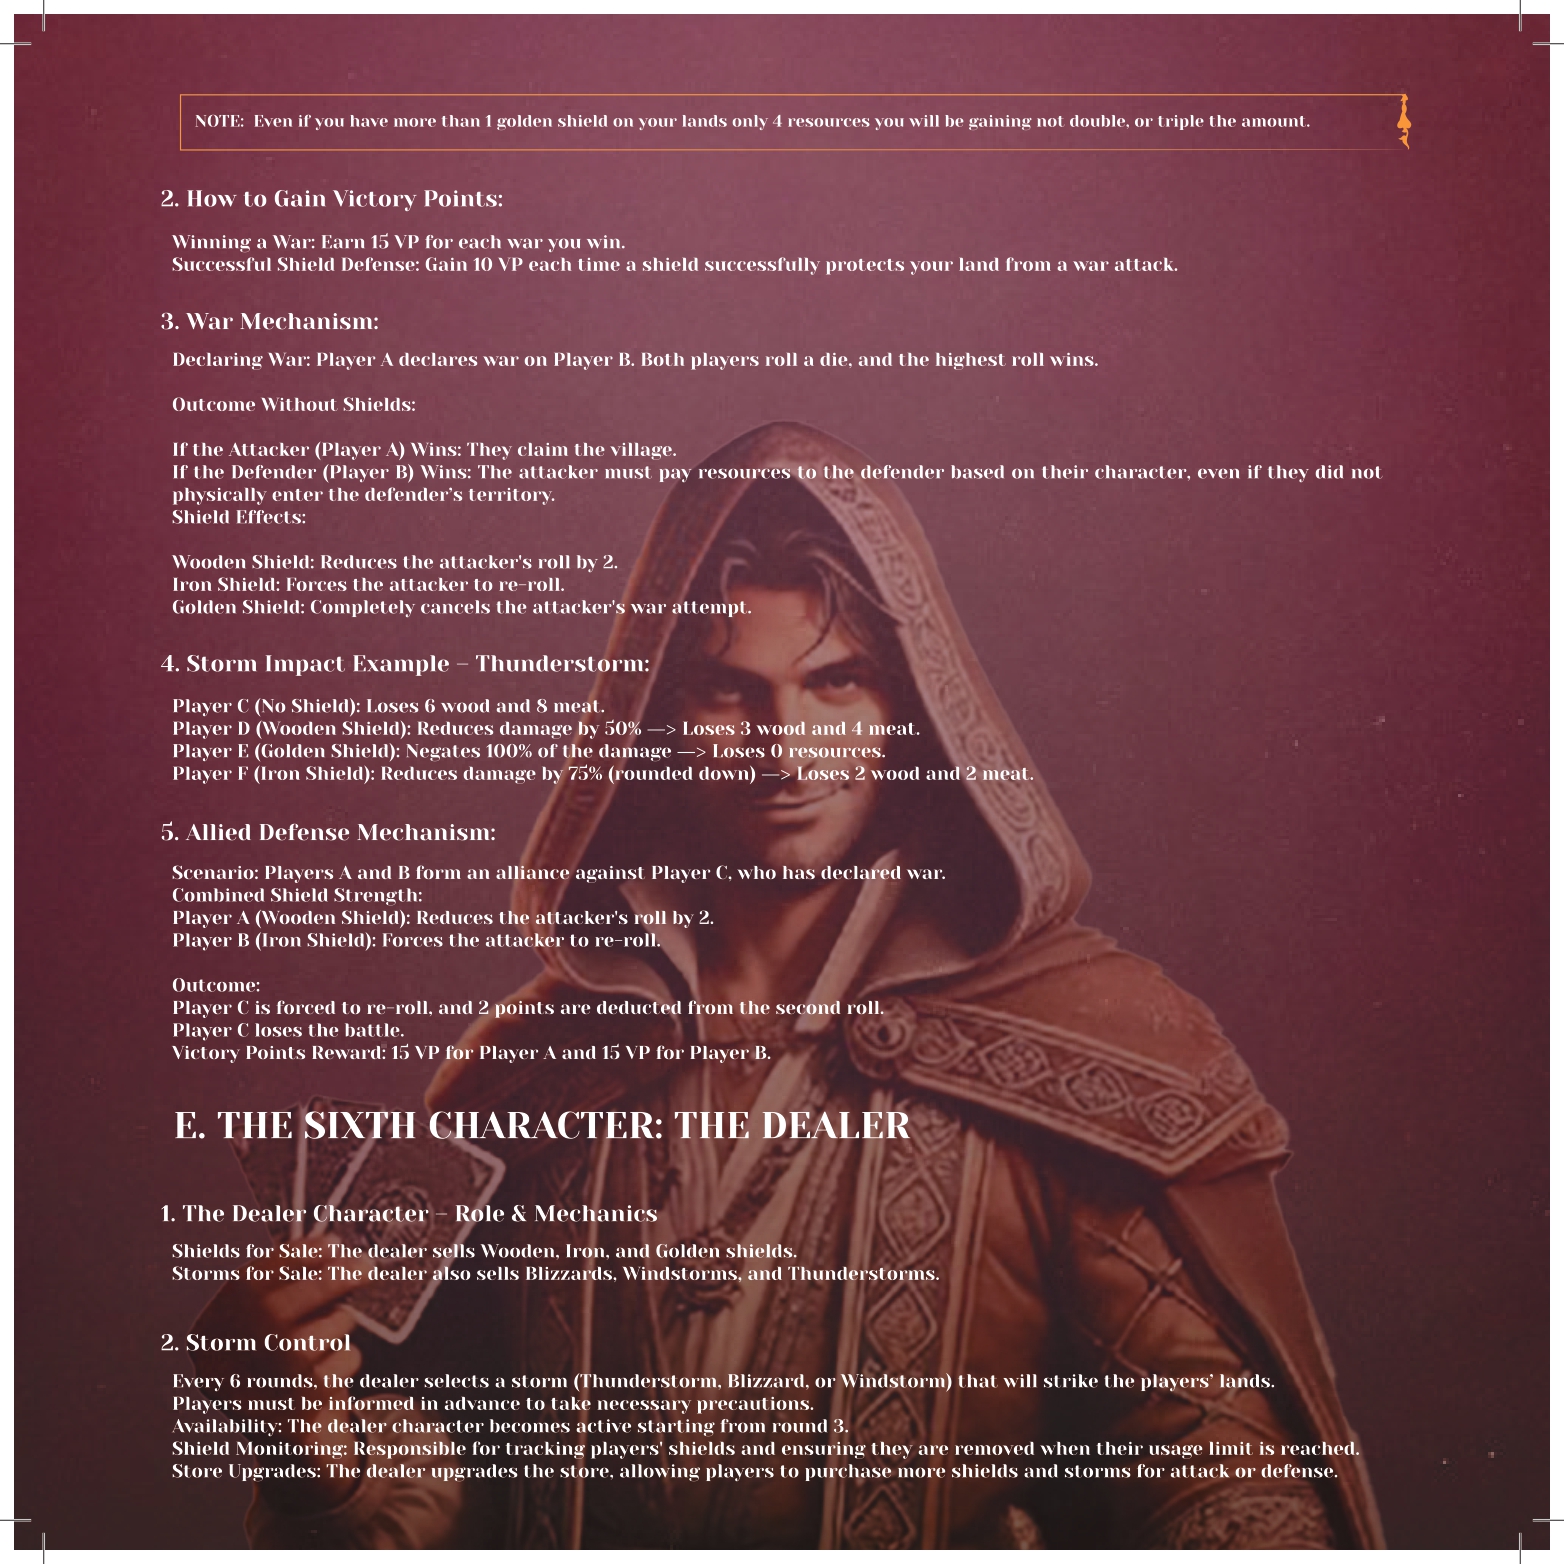 NOTE:  Even if you have more than 1 golden shield on your lands only 4 resources you will be gaining not double, or triple the amount.
2. How to Gain Victory Points:
Winning a War: Earn 15 VP for each war you win.
Successful Shield Defense: Gain 10 VP each time a shield successfully protects your land from a war attack.
3. War Mechanism:
Declaring War: Player A declares war on Player B. Both players roll a die, and the highest roll wins.
Outcome Without Shields:
If the Attacker (Player A) Wins: They claim the village.
If the Defender (Player B) Wins: The attacker must pay resources to the defender based on their character, even if they did not
physically enter the defender’s territory.
Shield Effects:
Wooden Shield: Reduces the attacker's roll by 2.
Iron Shield: Forces the attacker to re-roll.
Golden Shield: Completely cancels the attacker's war attempt.
4. Storm Impact Example – Thunderstorm:
Player C (No Shield): Loses 6 wood and 8 meat.
Player D (Wooden Shield): Reduces damage by 50% —> Loses 3 wood and 4 meat.
Player E (Golden Shield): Negates 100% of the damage —> Loses 0 resources.
Player F (Iron Shield): Reduces damage by 75% (rounded down) —> Loses 2 wood and 2 meat.
5. Allied Defense Mechanism:
Scenario: Players A and B form an alliance against Player C, who has declared war.
Combined Shield Strength:
Player A (Wooden Shield): Reduces the attacker's roll by 2.
Player B (Iron Shield): Forces the attacker to re-roll.
Outcome:
Player C is forced to re-roll, and 2 points are deducted from the second roll.
Player C loses the battle.
Victory Points Reward: 15 VP for Player A and 15 VP for Player B.
E. THE SIXTH CHARACTER: THE DEALER
1. The Dealer Character – Role & Mechanics
Shields for Sale: The dealer sells Wooden, Iron, and Golden shields.
Storms for Sale: The dealer also sells Blizzards, Windstorms, and Thunderstorms.
2. Storm Control
Every 6 rounds, the dealer selects a storm (Thunderstorm, Blizzard, or Windstorm) that will strike the players’ lands.
Players must be informed in advance to take necessary precautions.
Availability: The dealer character becomes active starting from round 3.
Shield Monitoring: Responsible for tracking players' shields and ensuring they are removed when their usage limit is reached.
Store Upgrades: The dealer upgrades the store, allowing players to purchase more shields and storms for attack or defense.